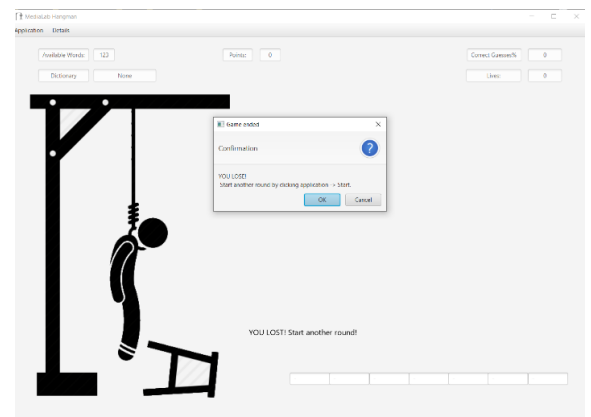 MediaLab Hangman
Application Details
Available Words: 123 Points: 0 Correct Guesses% 0
Dictionary None Lives: 0
Game ended
Confirmation
YOU LOSE!
Start another round by clicking application -> Start.
OK Cancel
YOU LOST! Start another round!